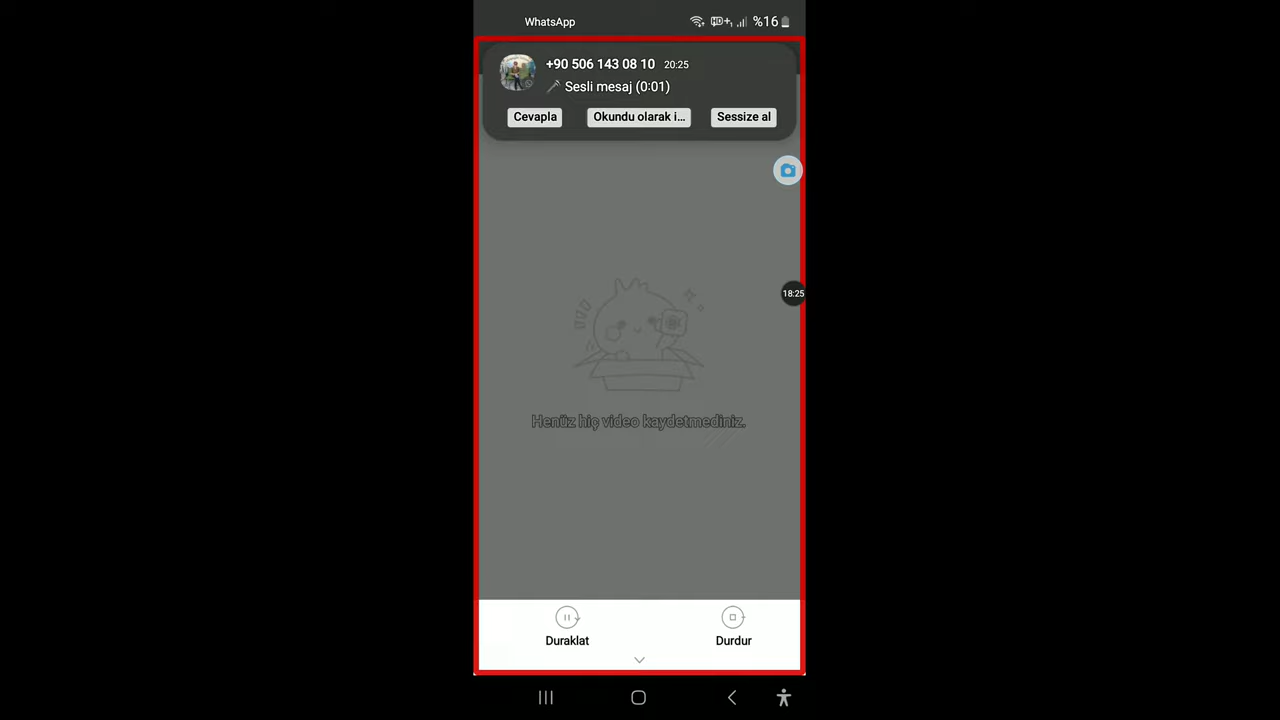 WhatsApp
%16
+90 506 143 08 10 20:25
Sesli mesaj (0:01)
Cevapla Okundu olarak i... Sessize al
18:25
Henüz hiç video kaydetmediniz.
Duraklat Durdur